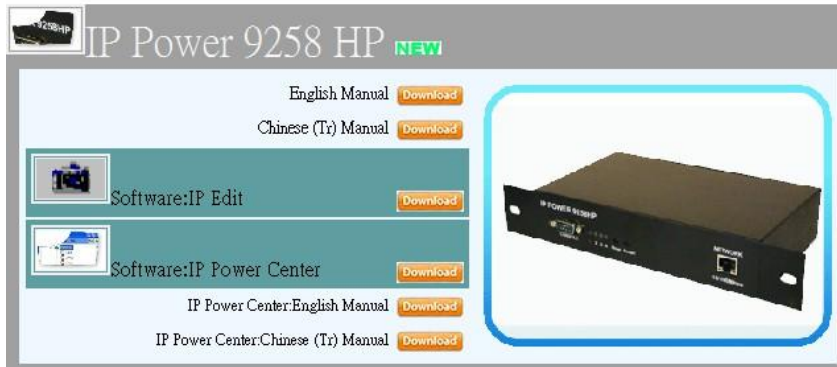 IP Power 9258 HP NEW
English Manual Download
Chinese (Tr) Manual Download
Software:IP Edit Download
Software:IP Power Center Download
IP Power Center:English Manual Download
IP Power Center:Chinese (Tr) Manual Download
9258HP
IP POWER 9258HP
NETWORK